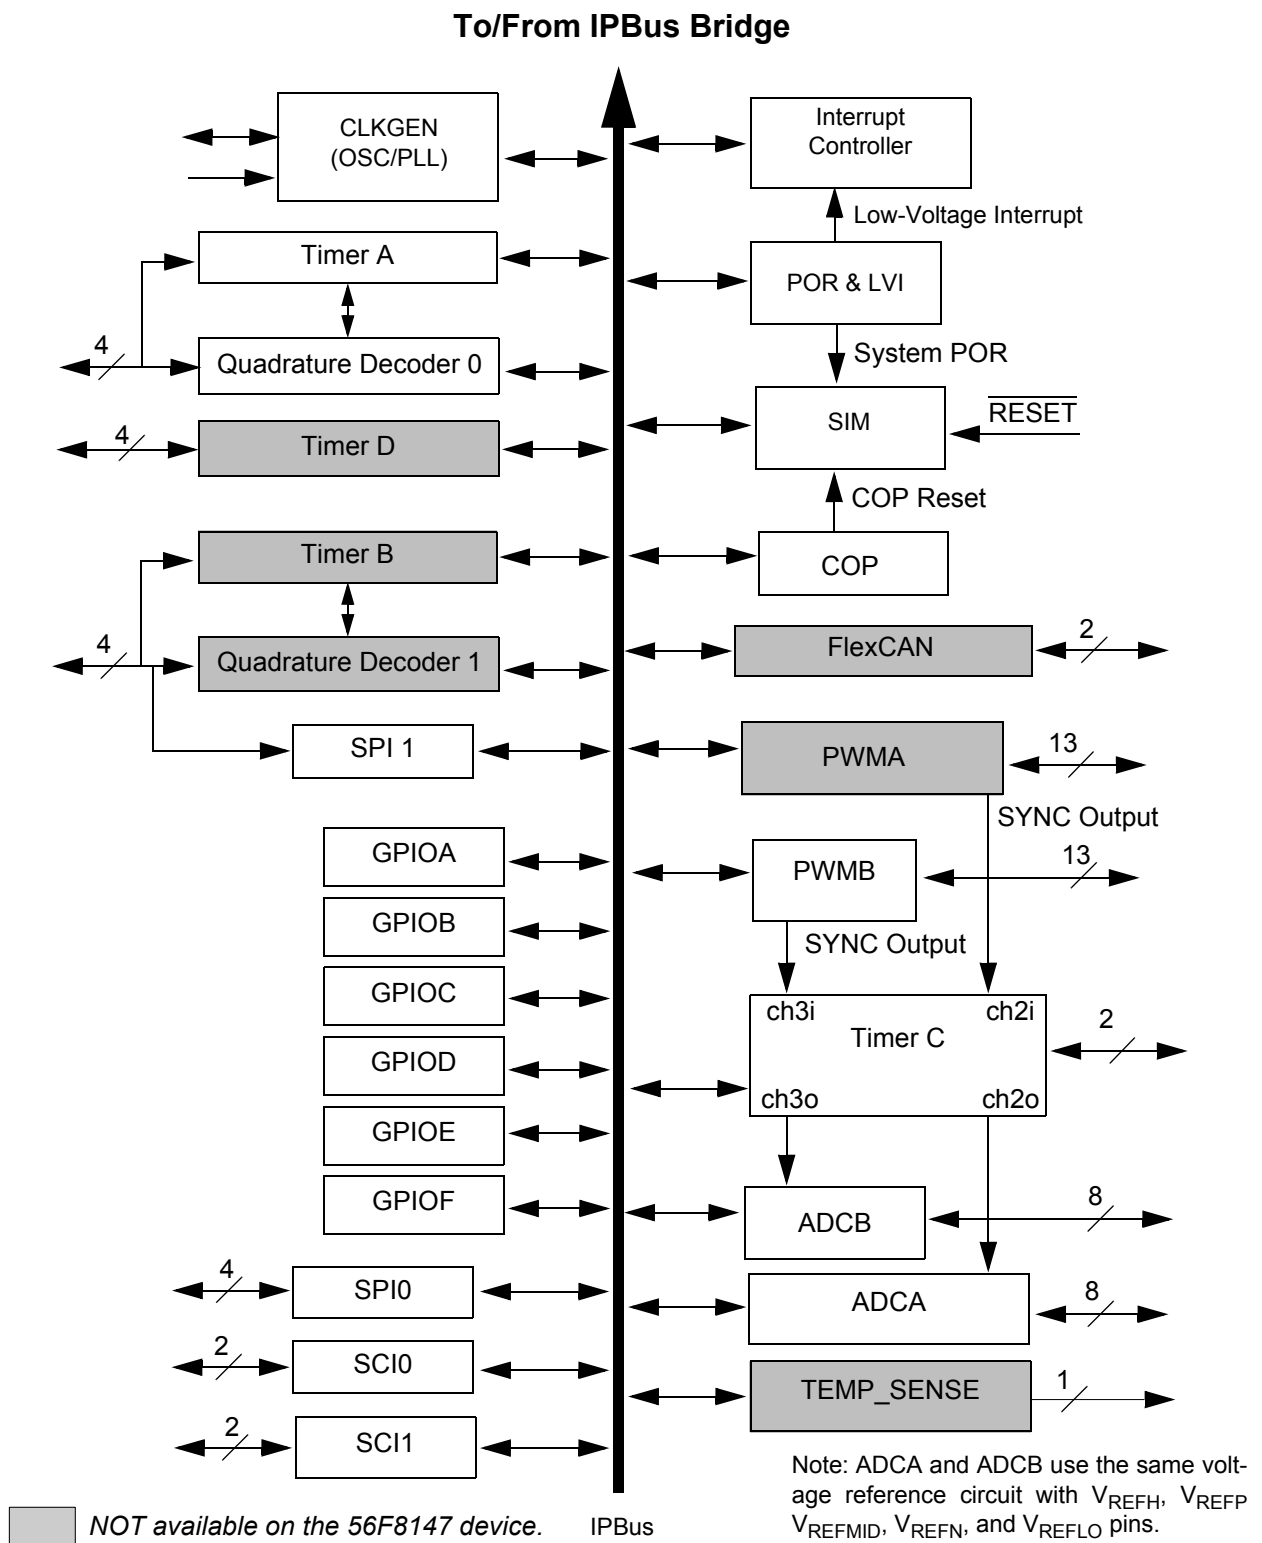 To/From IPBus Bridge
CLKGEN
(OSC/PLL)
Interrupt
Controller
Low-Voltage Interrupt
Timer A
POR & LVI
4
Quadrature Decoder 0
System POR
SIM
RESET
4
Timer D
COP Reset
Timer B
COP
4
Quadrature Decoder 1
FlexCAN
2
SPI 1
PWMA
13
SYNC Output
GPIOA
PWMB
13
GPIOB
SYNC Output
GPIOC
ch3i
ch2i
Timer C
2
GPIOD
ch3o
ch2o
GPIOE
GPIOF
ADCB
8
4
SPI0
ADCA
8
2
SCI0
TEMP_SENSE
1
2
SCI1
Note: ADCA and ADCB use the same volt-
age reference circuit with VREFH, VREFP
VREFMID, VREFN, and VREFLO pins.
NOT available on the 56F8147 device.
IPBus